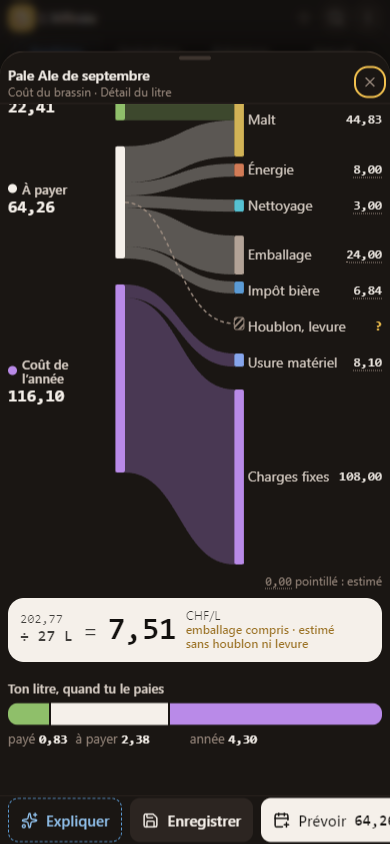 Pale Ale de septembre
Coût du brassin · Détail du litre
22,41
Malt 44,83
Énergie 8,00
À payer
64,26
Nettoyage 3,00
Emballage 24,00
Impôt bière 6,84
Houblon, levure ?
Usure matériel 8,10
Coût de
l'année
116,10
Charges fixes 108,00
0,00 pointillé : estimé
202,77
÷ 27 L = 7,51 CHF/L
emballage compris · estimé
sans houblon ni levure
Ton litre, quand tu le paies
payé 0,83 à payer 2,38 année 4,30
Expliquer Enregistrer Prévoir 64,2